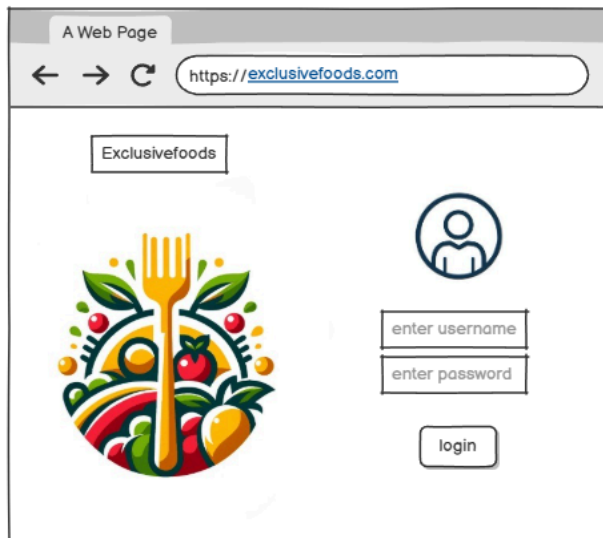 A Web Page
https://exclusivefoods.com
Exclusivefoods
enter username
enter password
login